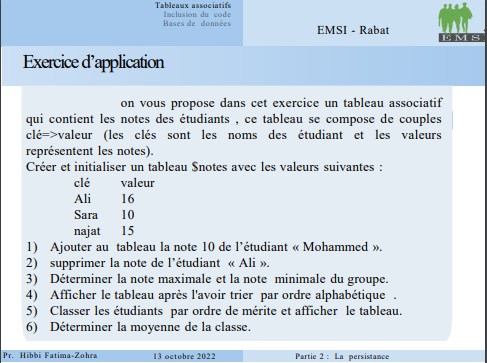 Tableaux associatifs
Inclusion du code
Bases de données
EMSI - Rabat
EMS
Exercice d'application
on vous propose dans cet exercice un tableau associatif
qui contient les notes des étudiants , ce tableau se compose de couples
clé=>valeur (les clés sont les noms des étudiant et les valeurs
représentent les notes).
Créer et initialiser un tableau $notes avec les valeurs suivantes :
clé valeur
Ali 16
Sara 10
najat 15
1) Ajouter au tableau la note 10 de l'étudiant « Mohammed ».
2) supprimer la note de l'étudiant « Ali ».
3) Déterminer la note maximale et la note minimale du groupe.
4) Afficher le tableau après l'avoir trier par ordre alphabétique .
5) Classer les étudiants par ordre de mérite et afficher le tableau.
6) Déterminer la moyenne de la classe.
Pr. Hibbi Fatima-Zohra 13 octobre 2022 Partie 2 : La persistance